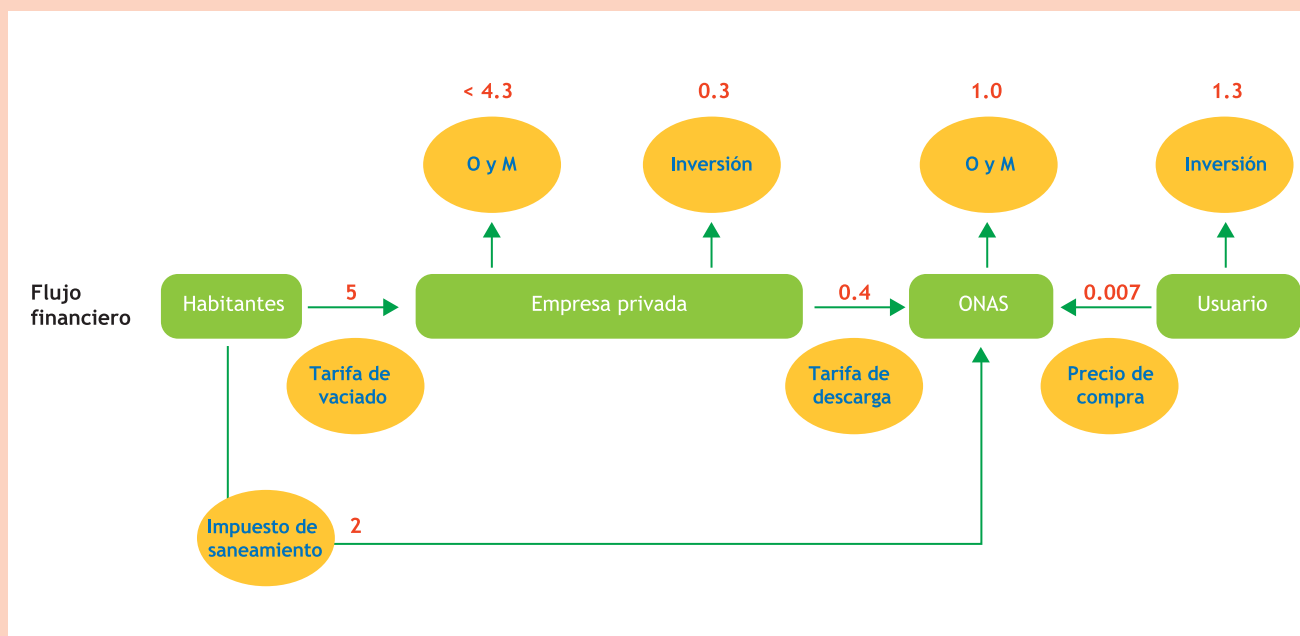 < 4.3
0.3
1.0
1.3
O y M
Inversión
O y M
Inversión
Flujo
financiero
Habitantes
5
Empresa privada
0.4
ONAS
0.007
Usuario
Tarifa de
vaciado
Tarifa de
descarga
Precio de
compra
Impuesto de
saneamiento
2